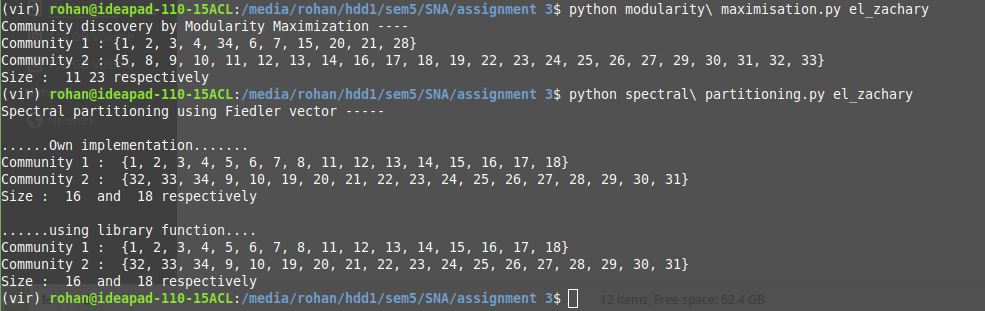 (vir) rohan@ideapad-110-15ACL:/media/rohan/hdd1/sem5/SNA/assignment 3$ python modularity\ maximisation.py el_zachary
Community discovery by Modularity Maximization ----
Community 1 : {1, 2, 3, 4, 34, 6, 7, 15, 20, 21, 28}
Community 2 : {5, 8, 9, 10, 11, 12, 13, 14, 16, 17, 18, 19, 22, 23, 24, 25, 26, 27, 29, 30, 31, 32, 33}
Size :  11 23 respectively
(vir) rohan@ideapad-110-15ACL:/media/rohan/hdd1/sem5/SNA/assignment 3$ python spectral\ partitioning.py el_zachary
Spectral partitioning using Fiedler vector -----
......Own implementation.......
Community 1 :  {1, 2, 3, 4, 5, 6, 7, 8, 11, 12, 13, 14, 15, 16, 17, 18}
Community 2 :  {32, 33, 34, 9, 10, 19, 20, 21, 22, 23, 24, 25, 26, 27, 28, 29, 30, 31}
Size :  16  and  18 respectively
......using library function....
Community 1 :  {1, 2, 3, 4, 5, 6, 7, 8, 11, 12, 13, 14, 15, 16, 17, 18}
Community 2 :  {32, 33, 34, 9, 10, 19, 20, 21, 22, 23, 24, 25, 26, 27, 28, 29, 30, 31}
Size :  16  and  18 respectively
(vir) rohan@ideapad-110-15ACL:/media/rohan/hdd1/sem5/SNA/assignment 3$
12 items, Free space: 62.4 GB